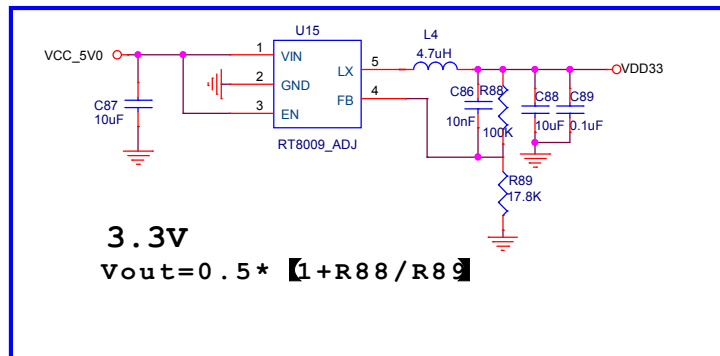 U15
L4
VCC_5V0
1
VIN
5
4.7uH
LX
VDD33
2
GND
4
C86
R88
C88
C89
FB
C87
3
EN
10nF
10uF
100K
10uF
0.1uF
RT8009_ADJ
R89
17.8K
3.3V
Vout=0.5* 【1+R88/R89】